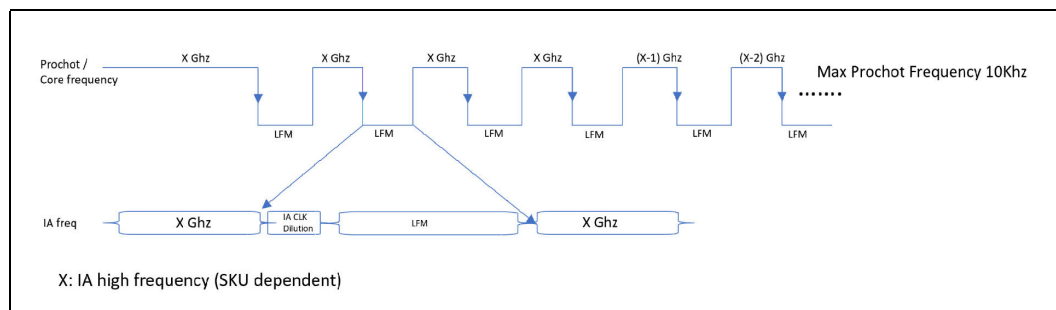 X Ghz X Ghz X Ghz X Ghz (X-1) Ghz (X-2) Ghz
Prochot /
Core frequency
Max Prochot Frequency 10Khz
.......
LFM LFM LFM LFM LFM LFM
IA freq
X Ghz
IA CLK
Dilution
LFM
X Ghz
X: IA high frequency (SKU dependent)